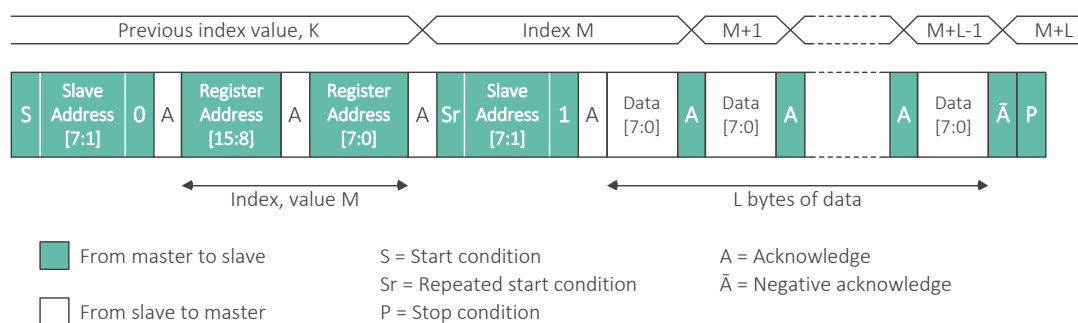 Previous index value, K Index M M+1 M+L-1 M+L
S Slave Address [7:1] 0 A Register Address [15:8] A Register Address [7:0] A Sr Slave Address [7:1] 1 A Data [7:0] A Data [7:0] A A Data [7:0] Ā P
Index, value M L bytes of data
From master to slave S = Start condition A = Acknowledge
Sr = Repeated start condition Ā = Negative acknowledge
From slave to master P = Stop condition